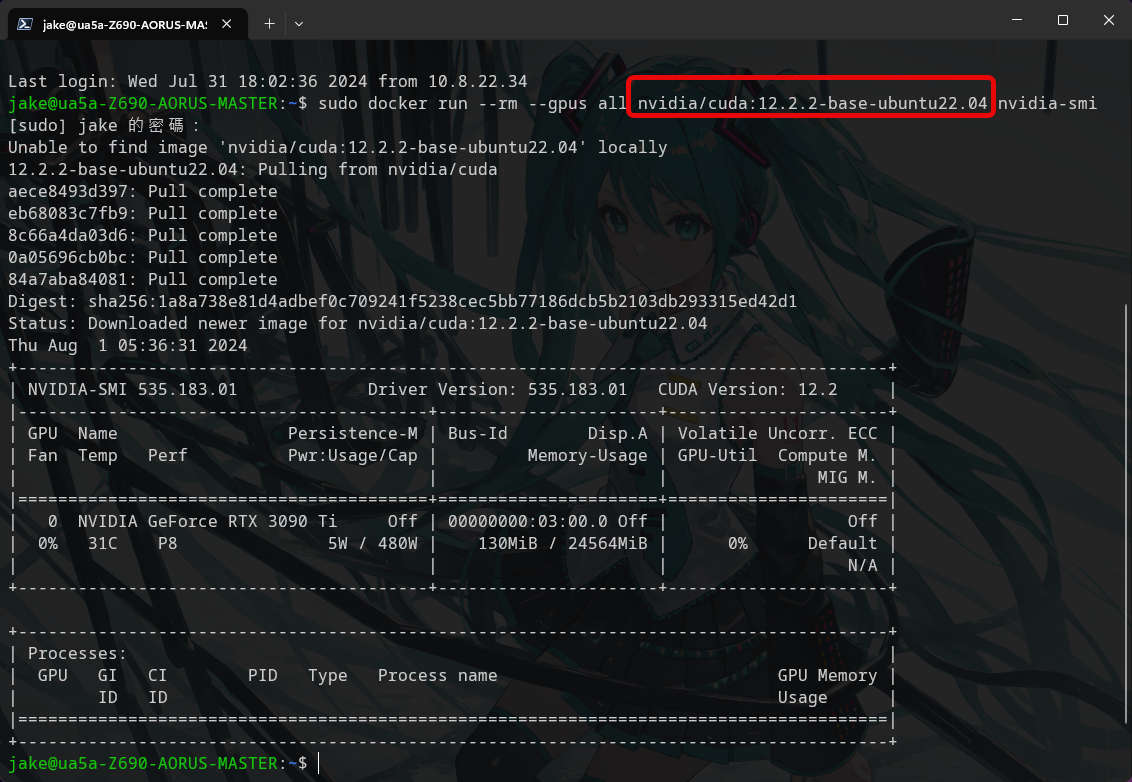 jake@ua5a-Z690-AORUS-MAS
Last login: Wed Jul 31 18:02:36 2024 from 10.8.22.34
jake@ua5a-Z690-AORUS-MASTER:~$ sudo docker run --rm --gpus all nvidia/cuda:12.2.2-base-ubuntu22.04 nvidia-smi
[sudo] jake 的密碼：
Unable to find image 'nvidia/cuda:12.2.2-base-ubuntu22.04' locally
12.2.2-base-ubuntu22.04: Pulling from nvidia/cuda
aece8493d397: Pull complete
eb68083c7fb9: Pull complete
8c66a4da03d6: Pull complete
0a05696cb0bc: Pull complete
84a7aba84081: Pull complete
Digest: sha256:1a8a738e81d4adbef0c709241f5238cec5bb77186dcb5b2103db293315ed42d1
Status: Downloaded newer image for nvidia/cuda:12.2.2-base-ubuntu22.04
Thu Aug  1 05:36:31 2024
+---------------------------------------------------------------------------------------+
| NVIDIA-SMI 535.183.01             Driver Version: 535.183.01   CUDA Version: 12.2     |
|-----------------------------------------+----------------------+----------------------+
| GPU  Name                 Persistence-M | Bus-Id        Disp.A | Volatile Uncorr. ECC |
| Fan  Temp   Perf          Pwr:Usage/Cap |         Memory-Usage | GPU-Util  Compute M. |
|                                         |                      |               MIG M. |
|=========================================+======================+======================|
|   0  NVIDIA GeForce RTX 3090 Ti     Off | 00000000:03:00.0 Off |                  Off |
|  0%   31C    P8               5W / 480W |    130MiB / 24564MiB |      0%      Default |
|                                         |                      |                  N/A |
+-----------------------------------------+----------------------+----------------------+
+---------------------------------------------------------------------------------------+
| Processes:                                                                            |
|  GPU   GI   CI        PID   Type   Process name                            GPU Memory |
|        ID   ID                                                             Usage      |
|=======================================================================================|
+---------------------------------------------------------------------------------------+
jake@ua5a-Z690-AORUS-MASTER:~$